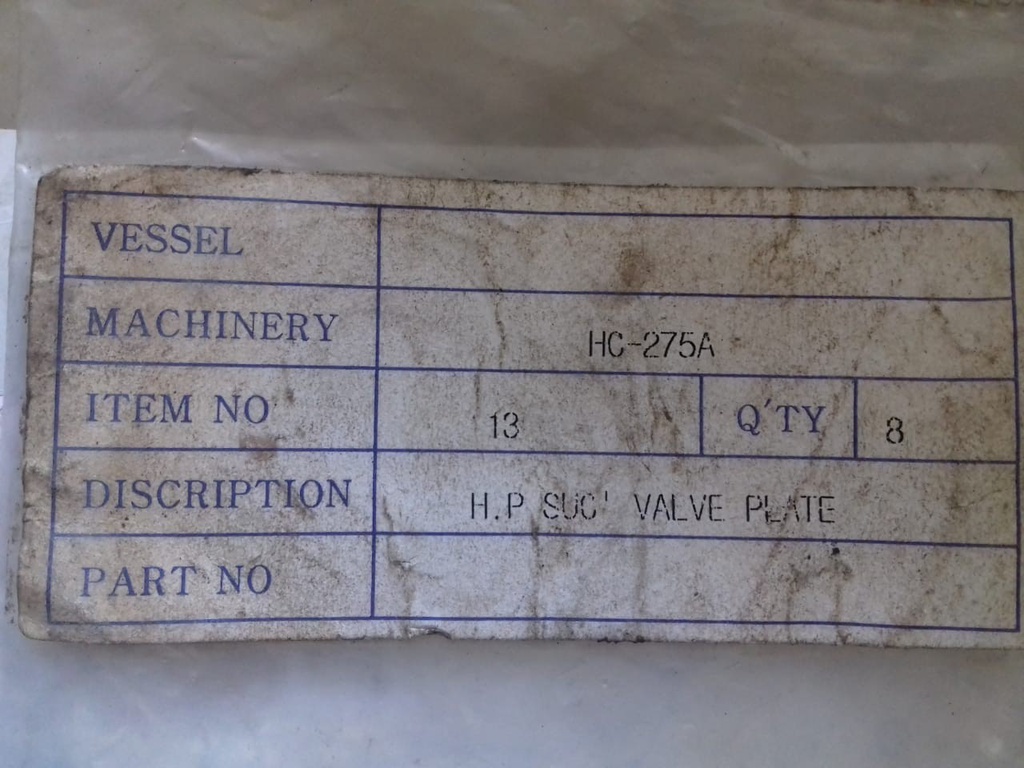 VESSEL
MACHINERY HC-275A
ITEM NO 13 Q'TY 8
DISCRIPTION H.P SUC' VALVE PLATE
PART NO